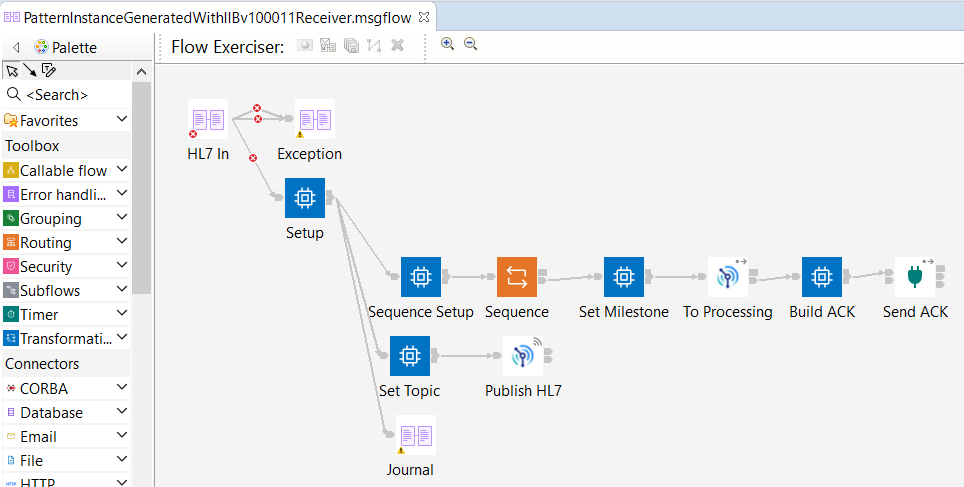 PatternInstanceGeneratedWithIIBv100011Receiver.msgflow
Palette
Flow Exerciser:
<Search>
Favorites
Toolbox
Callable flow
Error handli...
Grouping
Routing
Security
Subflows
Timer
Transformati...
Connectors
CORBA
Database
Email
File
HTTP
HL7 In
Exception
Setup
Sequence Setup
Sequence
Set Milestone
To Processing
Build ACK
Send ACK
Set Topic
Publish HL7
Journal